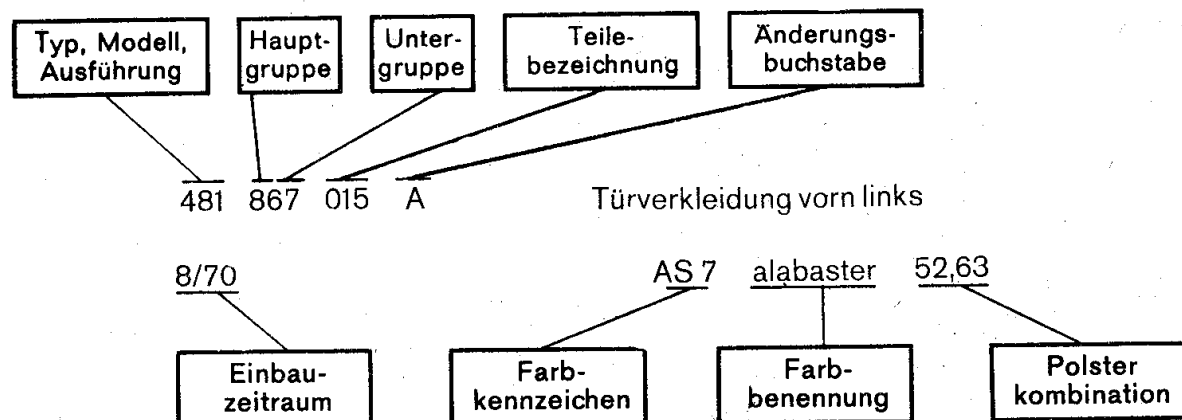 Typ, Modell, Ausführung
Haupt-gruppe
Unter-gruppe
Teile-bezeichnung
Änderungs-buchstabe
481 867 015 A Türverkleidung vorn links
8/70 AS 7 alabaster 52,63
Einbau-zeitraum
Farb-kennzeichen
Farb-benennung
Polster kombination